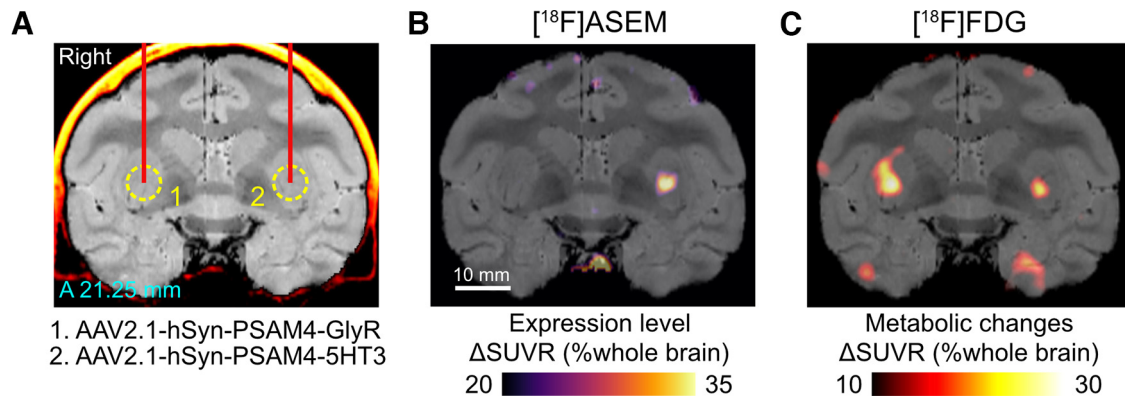 A
Right
1
2
A 21.25 mm
1. AAV2.1-hSyn-PSAM4-GlyR
2. AAV2.1-hSyn-PSAM4-5HT3
B
[¹⁸F]ASEM
10 mm
Expression level
ΔSUVR (%whole brain)
20
35
C
[¹⁸F]FDG
Metabolic changes
ΔSUVR (%whole brain)
10
30